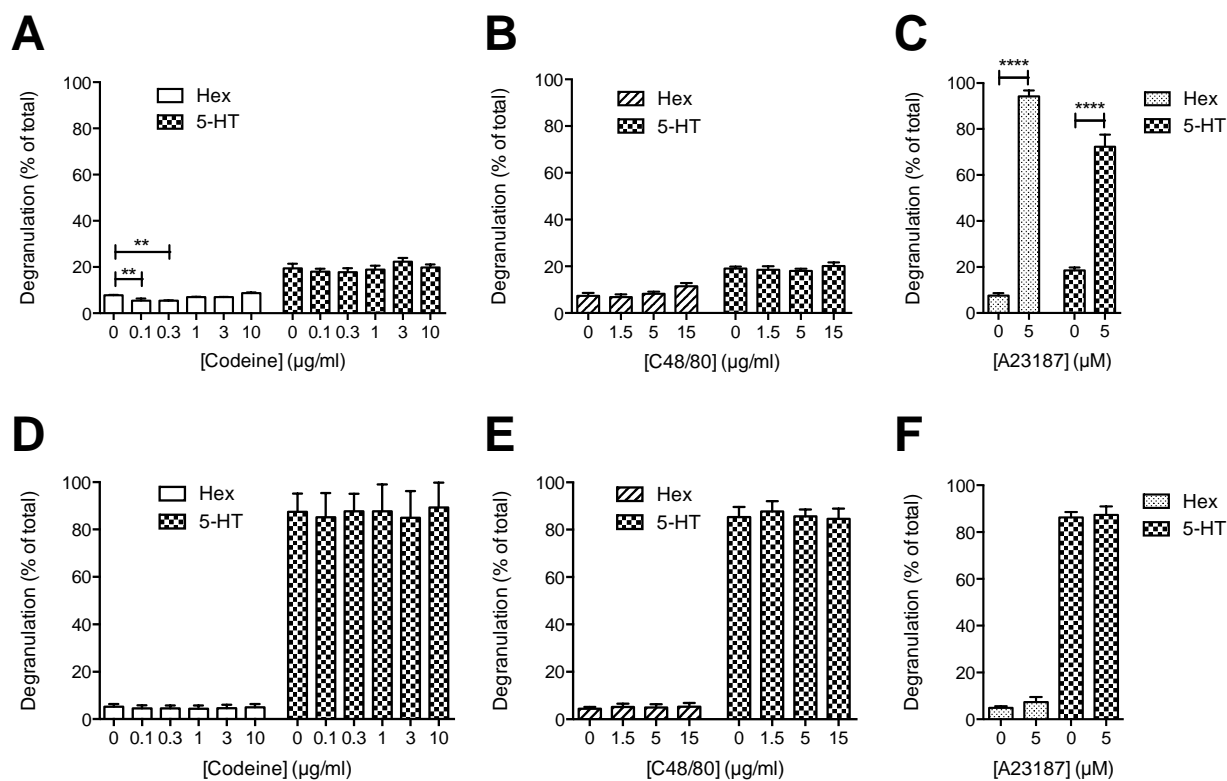 A
Degranulation (% of total)
100
80
60
40
20
0
Hex
5-HT
**
**
0 0.1 0.3 1 3 10 0 0.1 0.3 1 3 10
[Codeine] (µg/ml)
B
Degranulation (% of total)
100
80
60
40
20
0
Hex
5-HT
0 1.5 5 15 0 1.5 5 15
[C48/80] (µg/ml)
C
Degranulation (% of total)
100
80
60
40
20
0
****
****
Hex
5-HT
0 5 0 5
[A23187] (µM)
D
Degranulation (% of total)
100
80
60
40
20
0
Hex
5-HT
0 0.1 0.3 1 3 10 0 0.1 0.3 1 3 10
[Codeine] (µg/ml)
E
Degranulation (% of total)
100
80
60
40
20
0
Hex
5-HT
0 1.5 5 15 0 1.5 5 15
[C48/80] (µg/ml)
F
Degranulation (% of total)
100
80
60
40
20
0
Hex
5-HT
0 5 0 5
[A23187] (µM)